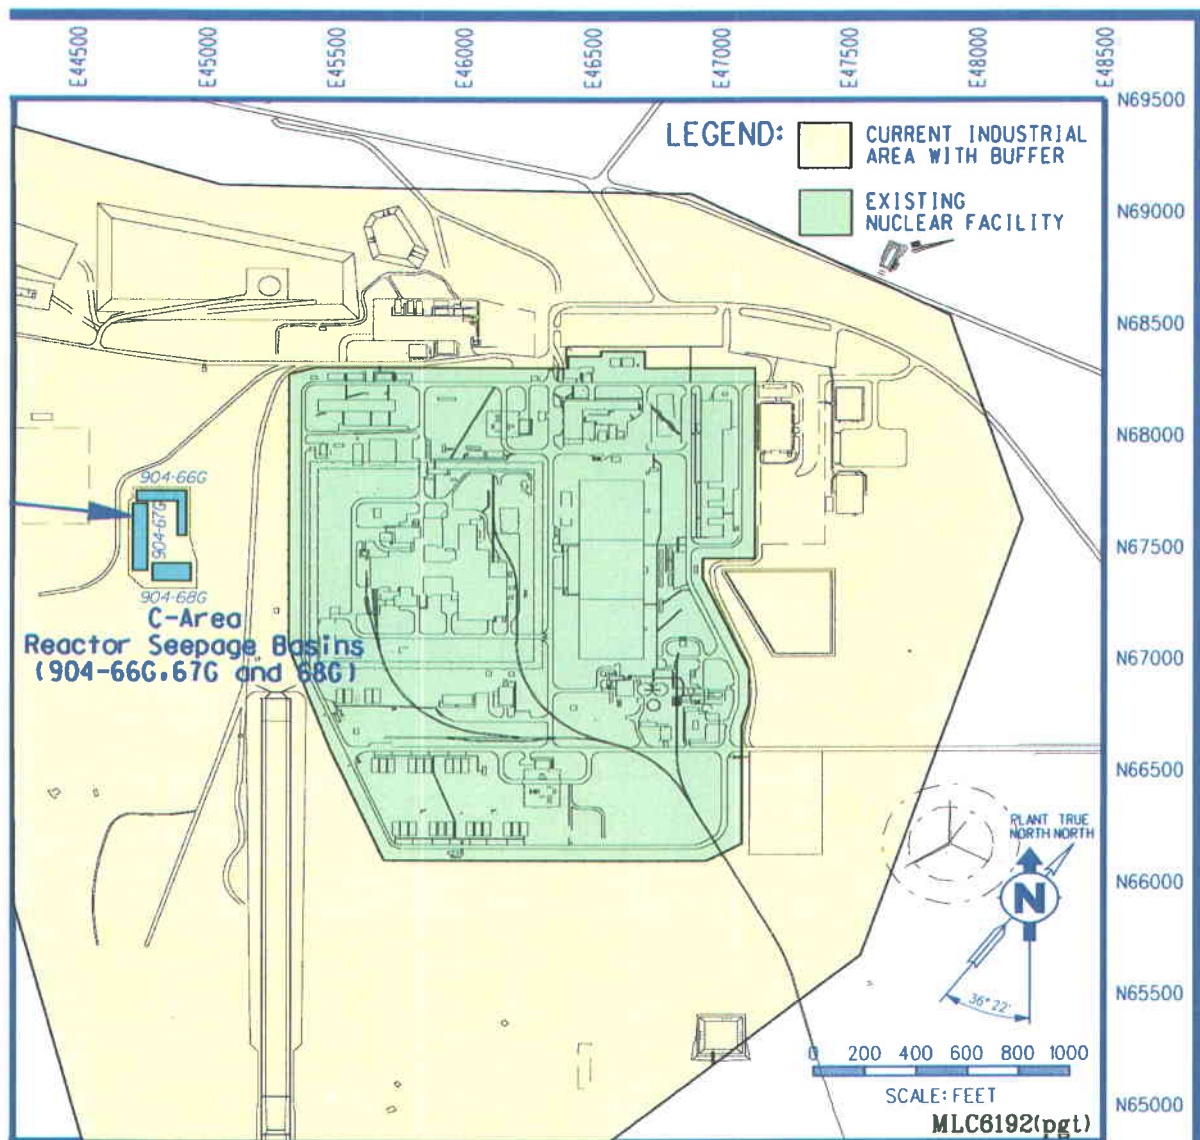 E44500
E45000
E45500
E46000
E46500
E47000
E47500
E48000
E48500
N69500
LEGEND:
CURRENT INDUSTRIAL
AREA WITH BUFFER
EXISTING
NUCLEAR FACILITY
N69000
N68500
N68000
904-66G
904-67G
N67500
904-68G
C-Area
Reactor Seepage Basins
(904-66G,67G and 68G)
N67000
N66500
PLANT TRUE
NORTH NORTH
N66000
N
N65500
36°22'
0 200 400 600 800 1000
SCALE: FEET
N65000
MLC6192(pgt)